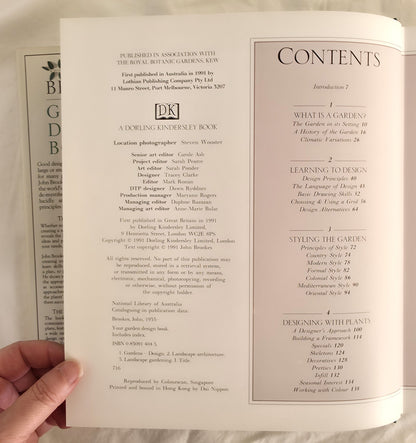 PUBLISHED IN ASSOCIATION WITH
THE ROYAL BOTANIC GARDENS, KEW
First published in Australia in 1991 by
Lothian Publishing Company Pty Ltd
11 Munro Street, Port Melbourne, Victoria 3207
DK
A DORLING KINDERSLEY BOOK
Location photographer Steven Wooster
Senior art editor Carole Ash
Project editor Sarah Pearce
Art editor Sarah Ponder
Designer Tracey Clarke
Editor Mark Ronan
DTP designer Dawn Rydiner
Production manager Maryann Rogers
Managing editor Daphne Razazan
Managing art editor Anne-Marie Bulat
First published in Great Britain in 1991
by Dorling Kindersley Limited,
9 Henrietta Street, London WC2E 8PS
Copyright © 1991 Dorling Kindersley Limited, London
Text copyright © 1991 John Brookes
All rights reserved. No part of this publication may
be reproduced, stored in a retrieval system,
or transmitted in any form or by any means,
electronic, mechanical, photocopying, recording
or otherwise, without permission
of the copyright holder.
National Library of Australia
Cataloguing in publication data:
Brookes, John, 1933-
Your garden design book.
Includes index.
ISBN 0 85091 404 5
1. Gardens - Design. 2. Landscape architecture.
3. Landscape gardening. I. Title.
716
Reproduced by Colourscan, Singapore
Printed and bound in Hong Kong by Dai Nippon
CONTENTS
Introduction 7
1
WHAT IS A GARDEN?
The Garden in its Setting 10
A History of the Garden 16
Climatic Variations 26
2
LEARNING TO DESIGN
Design Principles 40
The Language of Design 44
Basic Drawing Skills 52
Choosing & Using a Grid 56
Design Alternatives 64
3
STYLING THE GARDEN
Principles of Style 72
Country Style 74
Modern Style 78
Formal Style 82
Colonial Style 86
Mediterranean Style 90
Oriental Style 94
4
DESIGNING WITH PLANTS
A Designer's Approach 100
Building a Framework 114
Specials 120
Skeletons 124
Decoratives 128
Pretties 130
Infill 132
Seasonal Interest 134
Working with Colour 138